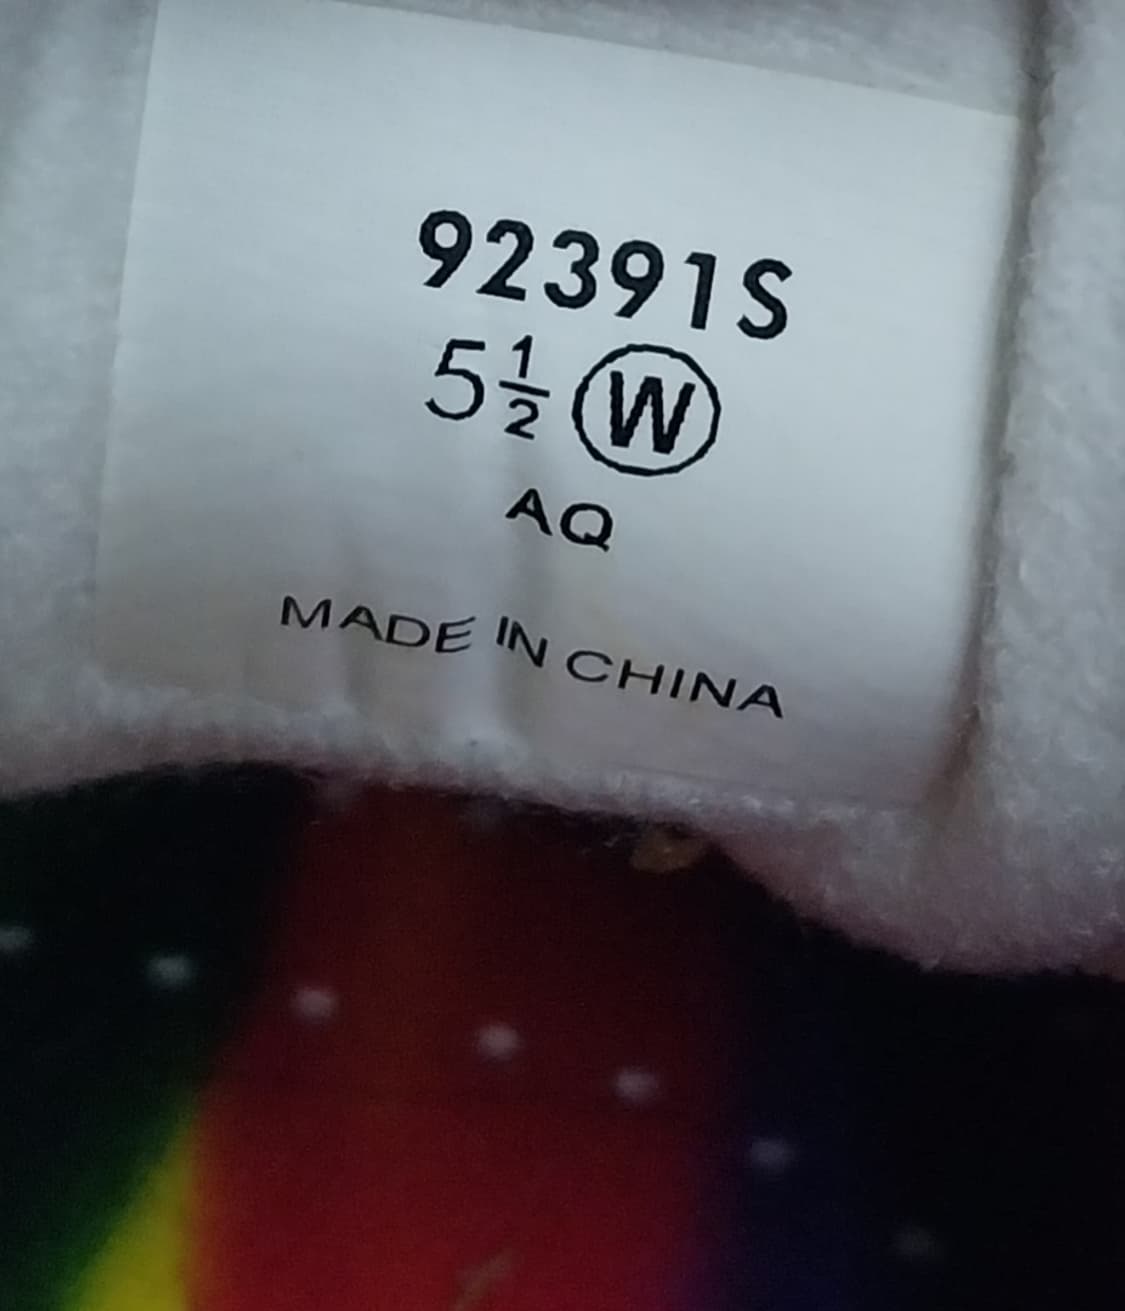 92391S
5½ Ⓦ
AQ
MADE IN CHINA